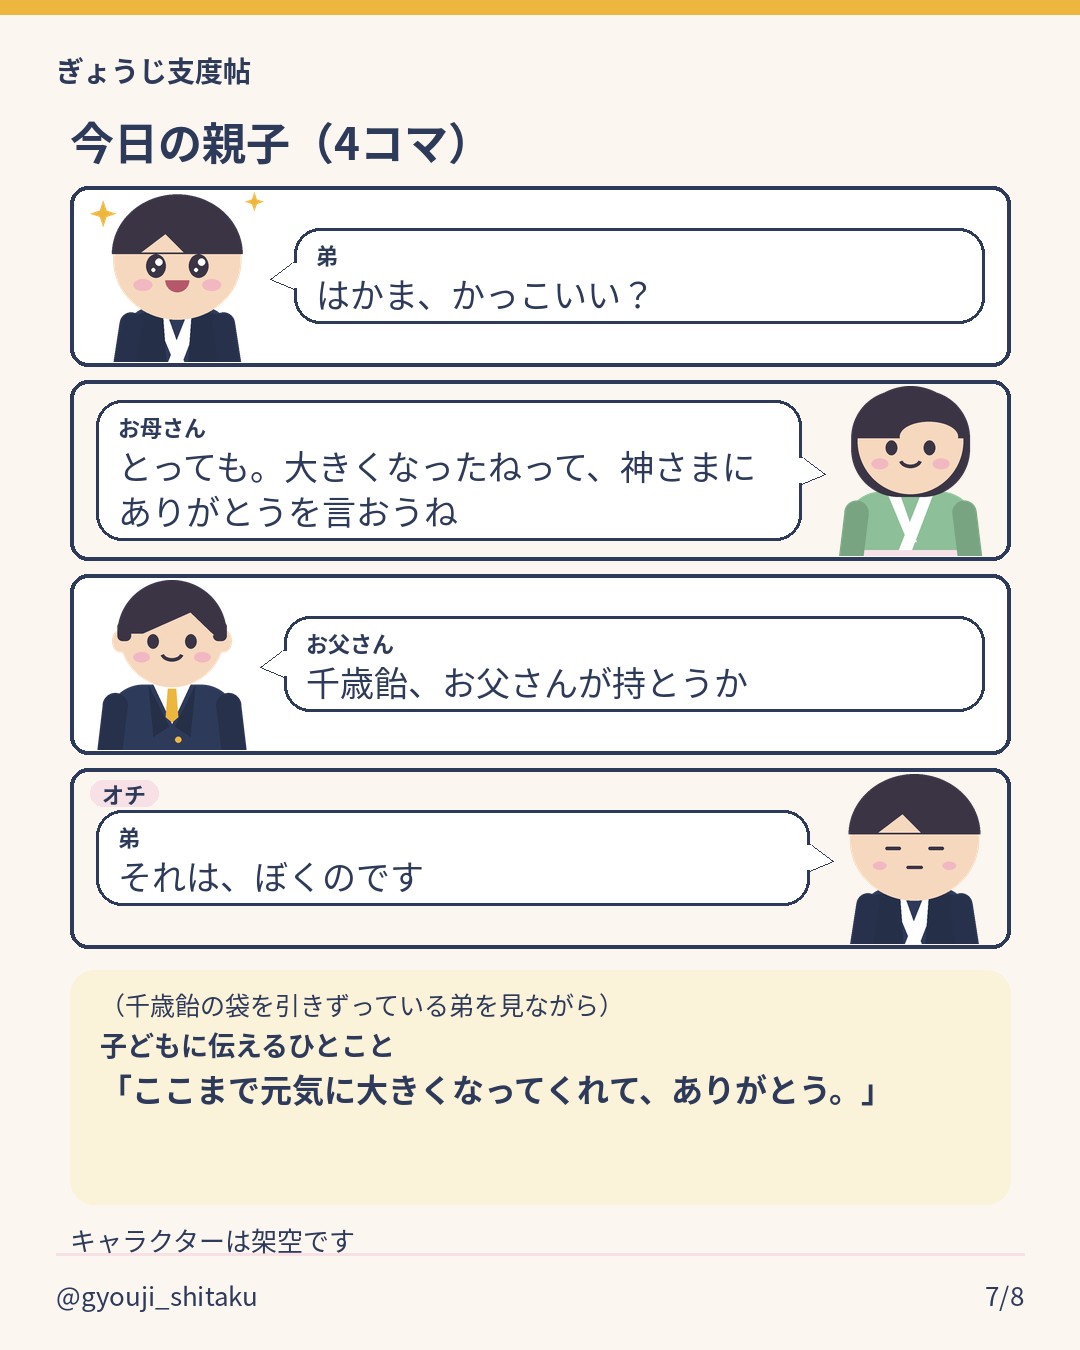 ぎょうじ支度帖
今日の親子（4コマ）
弟
はかま、かっこいい？
お母さん
とっても。大きくなったねって、神さまに
ありがとうを言おうね
お父さん
千歳飴、お父さんが持とうか
オチ
弟
それは、ぼくのです
（千歳飴の袋を引きずっている弟を見ながら）
子どもに伝えるひとこと
「ここまで元気に大きくなってくれて、ありがとう。」
キャラクターは架空です
@gyouji_shitaku
7/8